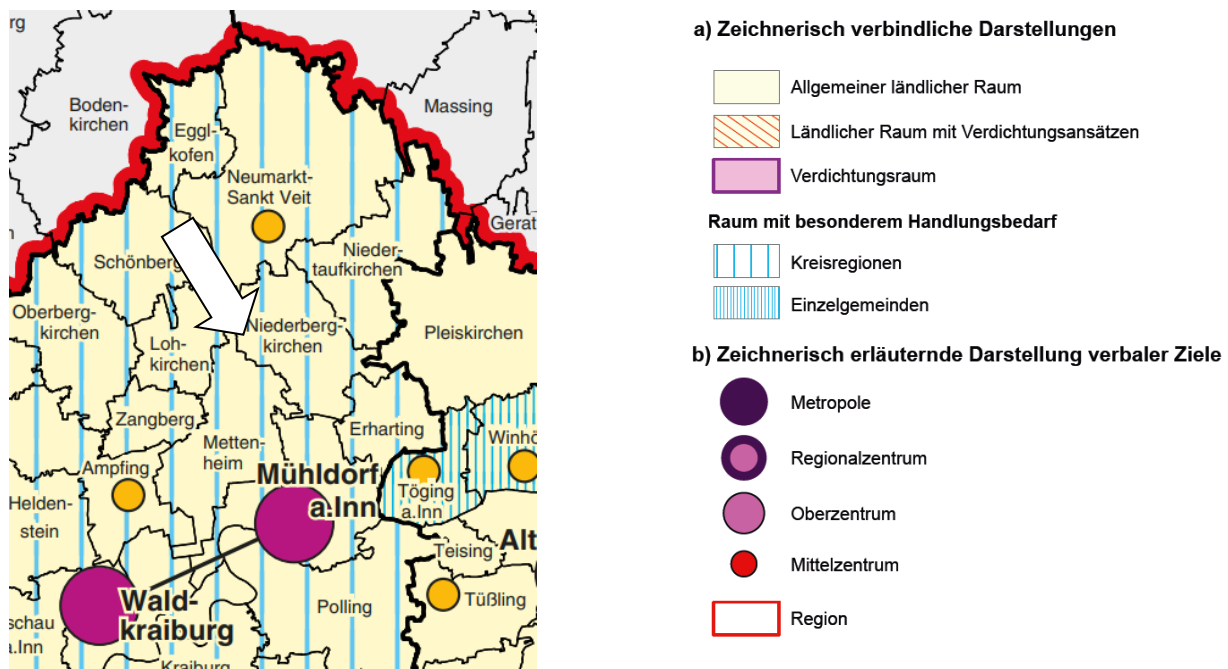 rg
Boden-
kirchen
Massing
Eggl-
kofen
Neumarkt-
Sankt Veit
Gerat
n
Schönberg
Nieder-
taufkirchen
Oberberg-
kirchen
Niederberg-
kirchen
Pleiskirchen
Loh-
kirchen
Zangberg
Erharting
Metten-
heim
Winhö
Ampfing
Mühldorf
a.Inn
Töging
a.Inn
Helden-
stein
Alt
Teising
Wald-
kraiburg
Polling
Tüßling
schau
a.Inn
Kraiburg
a) Zeichnerisch verbindliche Darstellungen
Allgemeiner ländlicher Raum
Ländlicher Raum mit Verdichtungsansätzen
Verdichtungsraum
Raum mit besonderem Handlungsbedarf
Kreisregionen
Einzelgemeinden
b) Zeichnerisch erläuternde Darstellung verbaler Ziele
Metropole
Regionalzentrum
Oberzentrum
Mittelzentrum
Region